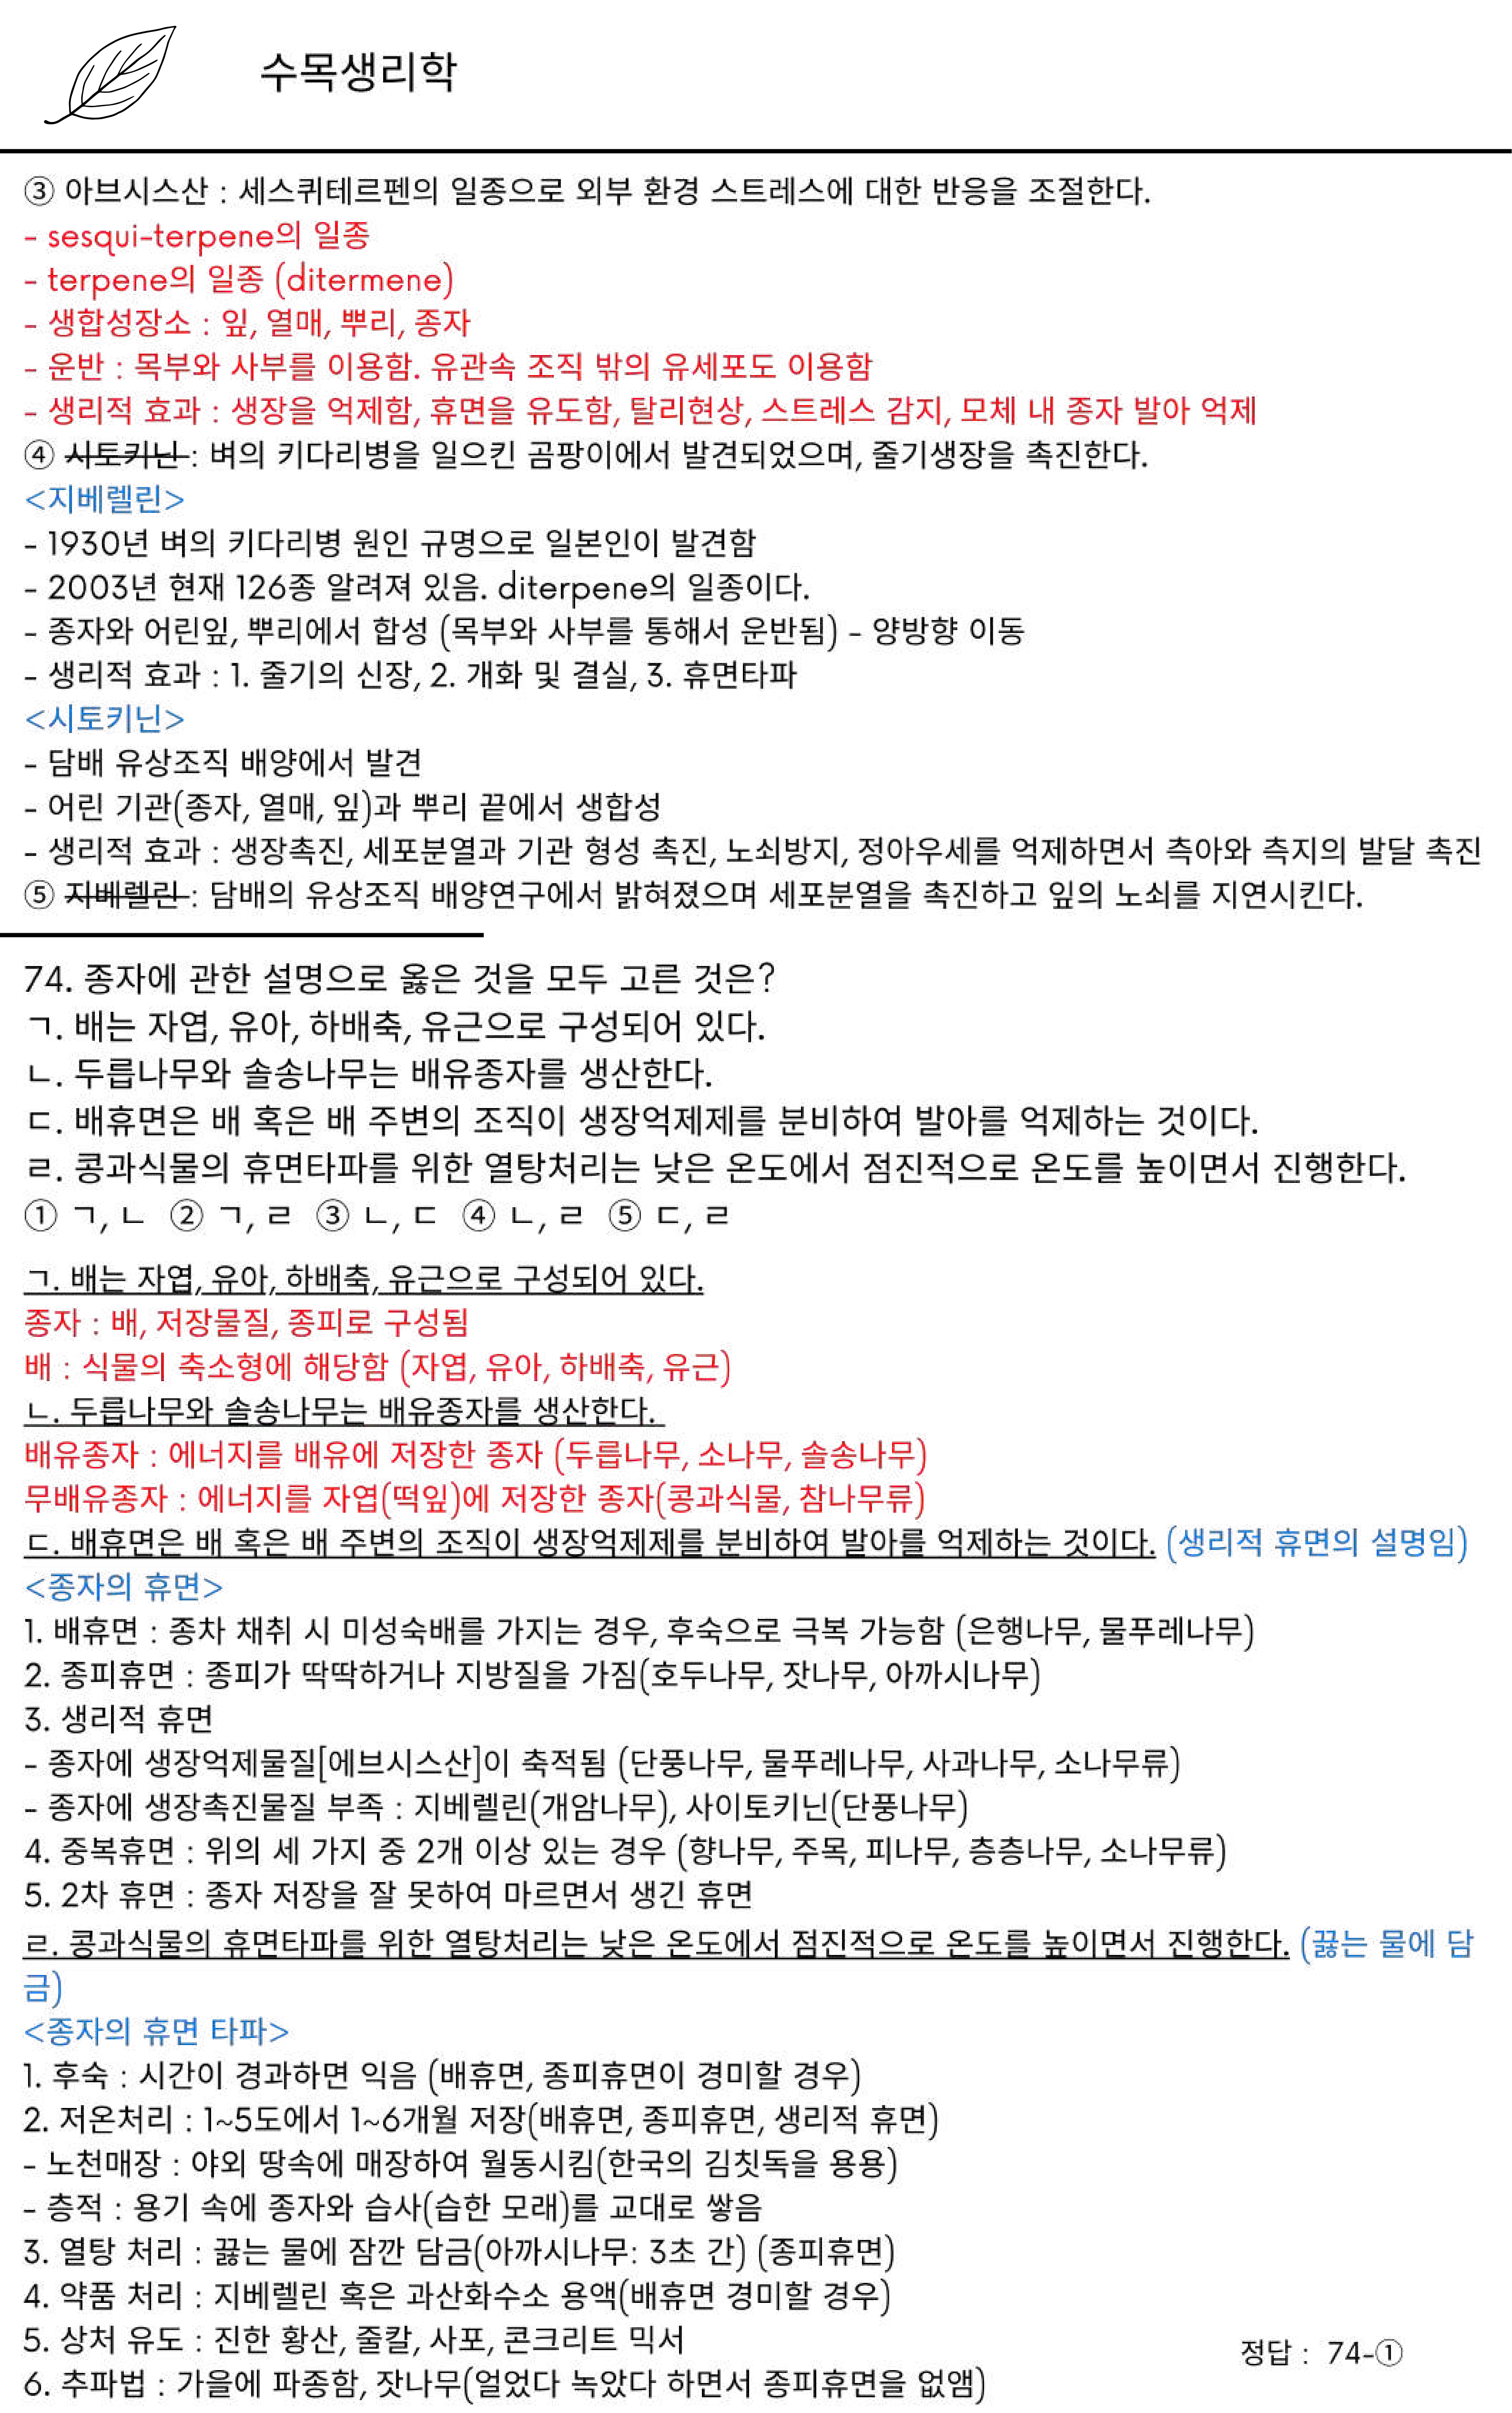 수목생리학
③ 아브시스산 : 세스퀴테르펜의 일종으로 외부 환경 스트레스에 대한 반응을 조절한다.
- sesqui-terpene의 일종
- terpene의 일종 (ditermene)
- 생합성장소 : 잎, 열매, 뿌리, 종자
- 운반 : 목부와 사부를 이용함. 유관속 조직 밖의 유세포도 이용함
- 생리적 효과 : 생장을 억제함, 휴면을 유도함, 탈리현상, 스트레스 감지, 모체 내 종자 발아 억제
④ 시토키닌 : 벼의 키다리병을 일으킨 곰팡이에서 발견되었으며, 줄기생장을 촉진한다.
<지베렐린>
- 1930년 벼의 키다리병 원인 규명으로 일본인이 발견함
- 2003년 현재 126종 알려져 있음. diterpene의 일종이다.
- 종자와 어린잎, 뿌리에서 합성 (목부와 사부를 통해서 운반됨) - 양방향 이동
- 생리적 효과 : 1. 줄기의 신장, 2. 개화 및 결실, 3. 휴면타파
<시토키닌>
- 담배 유상조직 배양에서 발견
- 어린 기관(종자, 열매, 잎)과 뿌리 끝에서 생합성
- 생리적 효과 : 생장촉진, 세포분열과 기관 형성 촉진, 노쇠방지, 정아우세를 억제하면서 측아와 측지의 발달 촉진
⑤ 지베렐린 : 담배의 유상조직 배양연구에서 밝혀졌으며 세포분열을 촉진하고 잎의 노쇠를 지연시킨다.
74. 종자에 관한 설명으로 옳은 것을 모두 고른 것은?
ㄱ. 배는 자엽, 유아, 하배축, 유근으로 구성되어 있다.
ㄴ. 두릅나무와 솔송나무는 배유종자를 생산한다.
ㄷ. 배휴면은 배 혹은 배 주변의 조직이 생장억제제를 분비하여 발아를 억제하는 것이다.
ㄹ. 콩과식물의 휴면타파를 위한 열탕처리는 낮은 온도에서 점진적으로 온도를 높이면서 진행한다.
① ㄱ, ㄴ ② ㄱ, ㄹ ③ ㄴ, ㄷ ④ ㄴ, ㄹ ⑤ ㄷ, ㄹ
ㄱ. 배는 자엽, 유아, 하배축, 유근으로 구성되어 있다.
종자 : 배, 저장물질, 종피로 구성됨
배 : 식물의 축소형에 해당함 (자엽, 유아, 하배축, 유근)
ㄴ. 두릅나무와 솔송나무는 배유종자를 생산한다.
배유종자 : 에너지를 배유에 저장한 종자 (두릅나무, 소나무, 솔송나무)
무배유종자 : 에너지를 자엽(떡잎)에 저장한 종자(콩과식물, 참나무류)
ㄷ. 배휴면은 배 혹은 배 주변의 조직이 생장억제제를 분비하여 발아를 억제하는 것이다. (생리적 휴면의 설명임)
<종자의 휴면>
1. 배휴면 : 종차 채취 시 미성숙배를 가지는 경우, 후숙으로 극복 가능함 (은행나무, 물푸레나무)
2. 종피휴면 : 종피가 딱딱하거나 지방질을 가짐(호두나무, 잣나무, 아까시나무)
3. 생리적 휴면
- 종자에 생장억제물질[에브시스산]이 축적됨 (단풍나무, 물푸레나무, 사과나무, 소나무류)
- 종자에 생장촉진물질 부족 : 지베렐린(개암나무), 사이토키닌(단풍나무)
4. 중복휴면 : 위의 세 가지 중 2개 이상 있는 경우 (향나무, 주목, 피나무, 층층나무, 소나무류)
5. 2차 휴면 : 종자 저장을 잘 못하여 마르면서 생긴 휴면
ㄹ. 콩과식물의 휴면타파를 위한 열탕처리는 낮은 온도에서 점진적으로 온도를 높이면서 진행한다. (끓는 물에 담
금)
<종자의 휴면 타파>
1. 후숙 : 시간이 경과하면 익음 (배휴면, 종피휴면이 경미할 경우)
2. 저온처리 : 1~5도에서 1~6개월 저장(배휴면, 종피휴면, 생리적 휴면)
- 노천매장 : 야외 땅속에 매장하여 월동시킴(한국의 김칫독을 용용)
- 층적 : 용기 속에 종자와 습사(습한 모래)를 교대로 쌓음
3. 열탕 처리 : 끓는 물에 잠깐 담금(아까시나무: 3초 간) (종피휴면)
4. 약품 처리 : 지베렐린 혹은 과산화수소 용액(배휴면 경미할 경우)
5. 상처 유도 : 진한 황산, 줄칼, 사포, 콘크리트 믹서
6. 추파법 : 가을에 파종함, 잣나무(얼었다 녹았다 하면서 종피휴면을 없앰)
정답 : 74-①